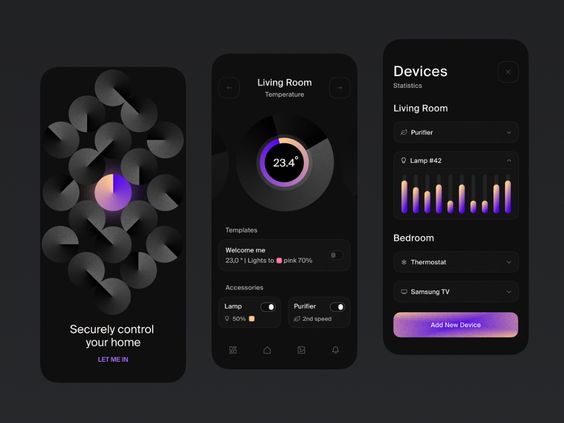 Securely control
your home
LET ME IN
Living Room
Temperature
23.4°
Templates
Welcome me
23,0 ° | Lights to pink 70%
Accessories
Lamp
50%
Purifier
2nd speed
Devices
Statistics
Living Room
Purifier
Lamp #42
Bedroom
Thermostat
Samsung TV
Add New Device